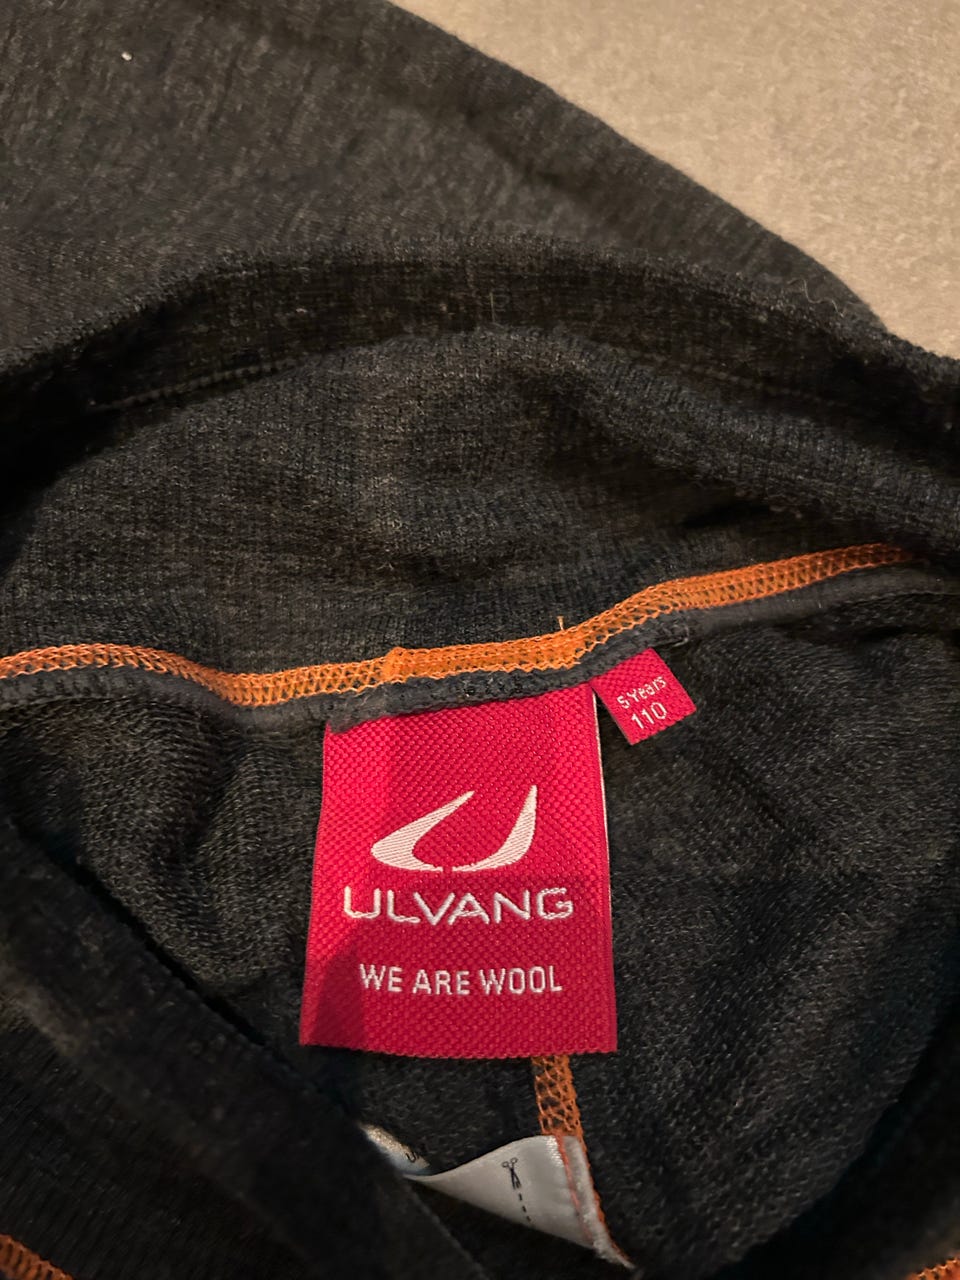 5 Years
110
ULVANG
WE ARE WOOL